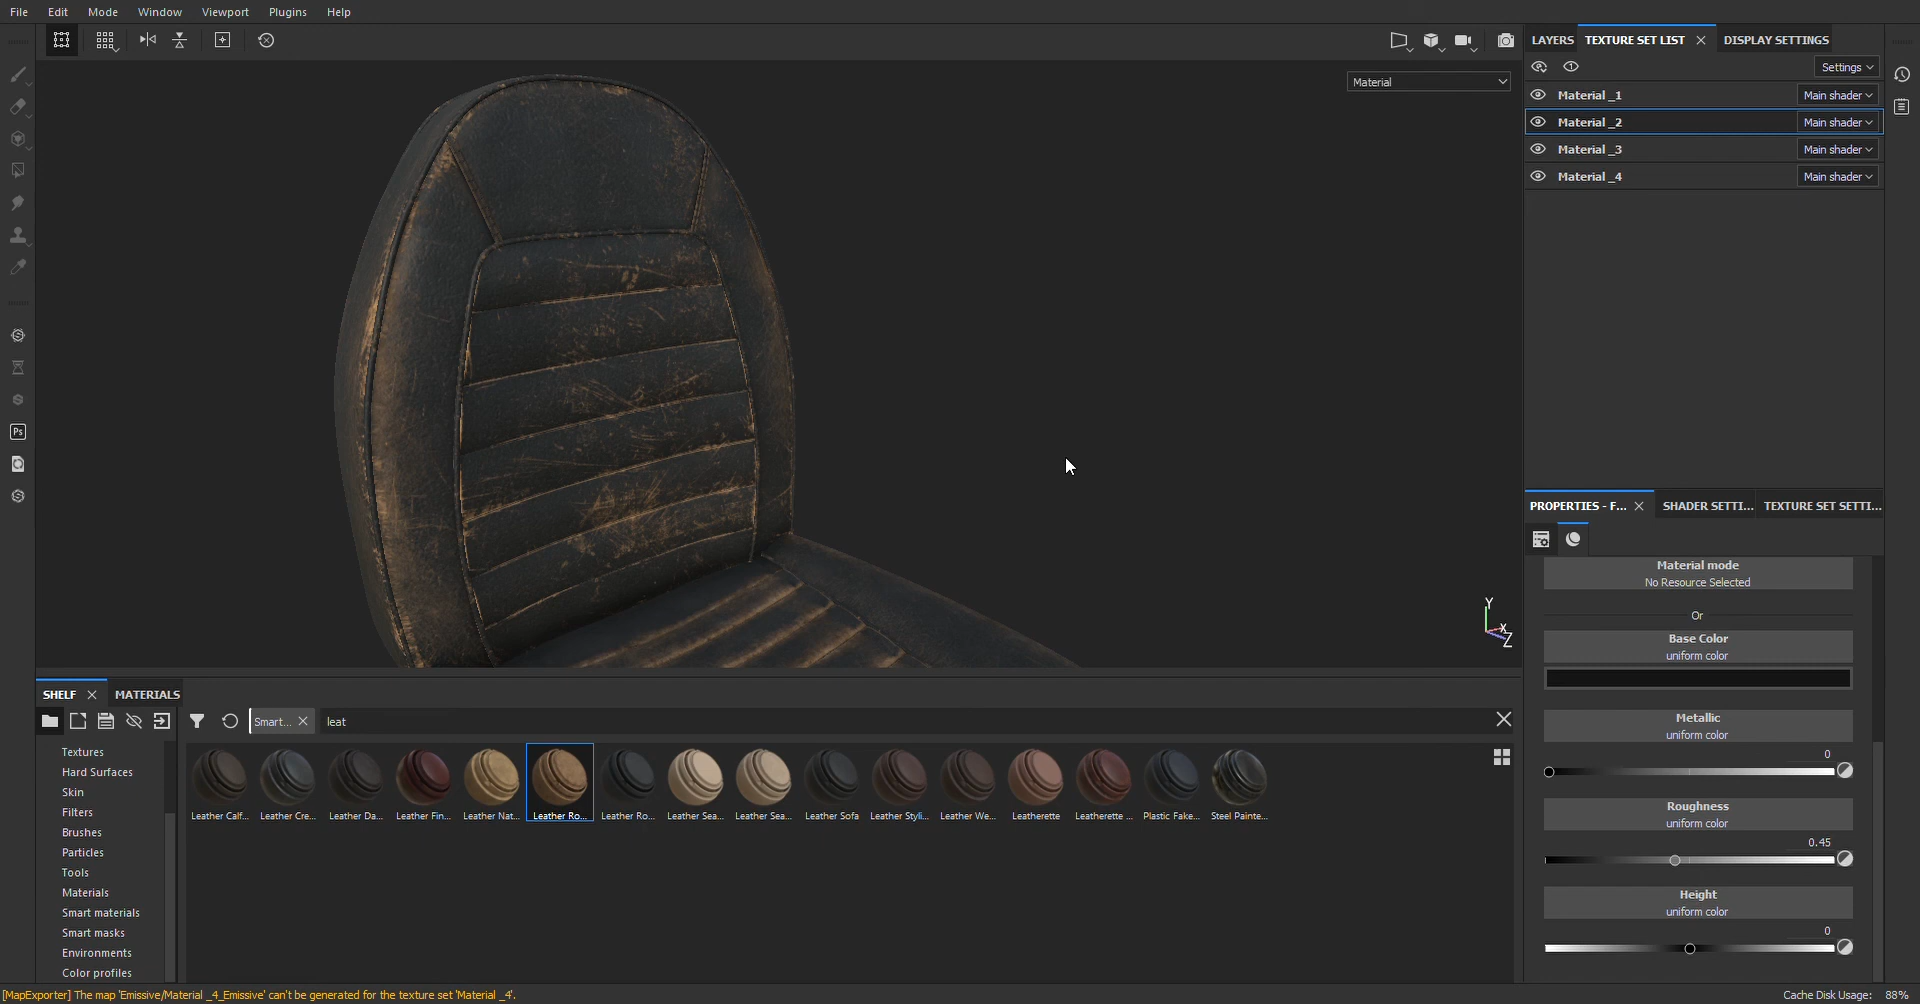 File Edit Mode Window Viewport Plugins Help
LAYERS TEXTURE SET LIST DISPLAY SETTINGS
Settings
Material
Material _1 Main shader
Material _2 Main shader
Material _3 Main shader
Material _4 Main shader
Ps
Y
X
Z
PROPERTIES - F... SHADER SETTI... TEXTURE SET SETTI...
Material mode
No Resource Selected
Or
Base Color
uniform color
Metallic
uniform color
0
Roughness
uniform color
0.45
Height
uniform color
0
SHELF MATERIALS
Smart... leat
Textures
Hard Surfaces
Skin
Filters
Brushes
Particles
Tools
Materials
Smart materials
Smart masks
Environments
Color profiles
Leather Calf... Leather Cre... Leather Da... Leather Fin... Leather Nat... Leather Ro... Leather Ro... Leather Sea... Leather Sea... Leather Sofa Leather Styli... Leather We... Leatherette Leatherette ... Plastic Fake... Steel Painte...
[MapExporter] The map 'Emissive/Material _4_Emissive' can't be generated for the texture set 'Material _4'.
Cache Disk Usage: 88%